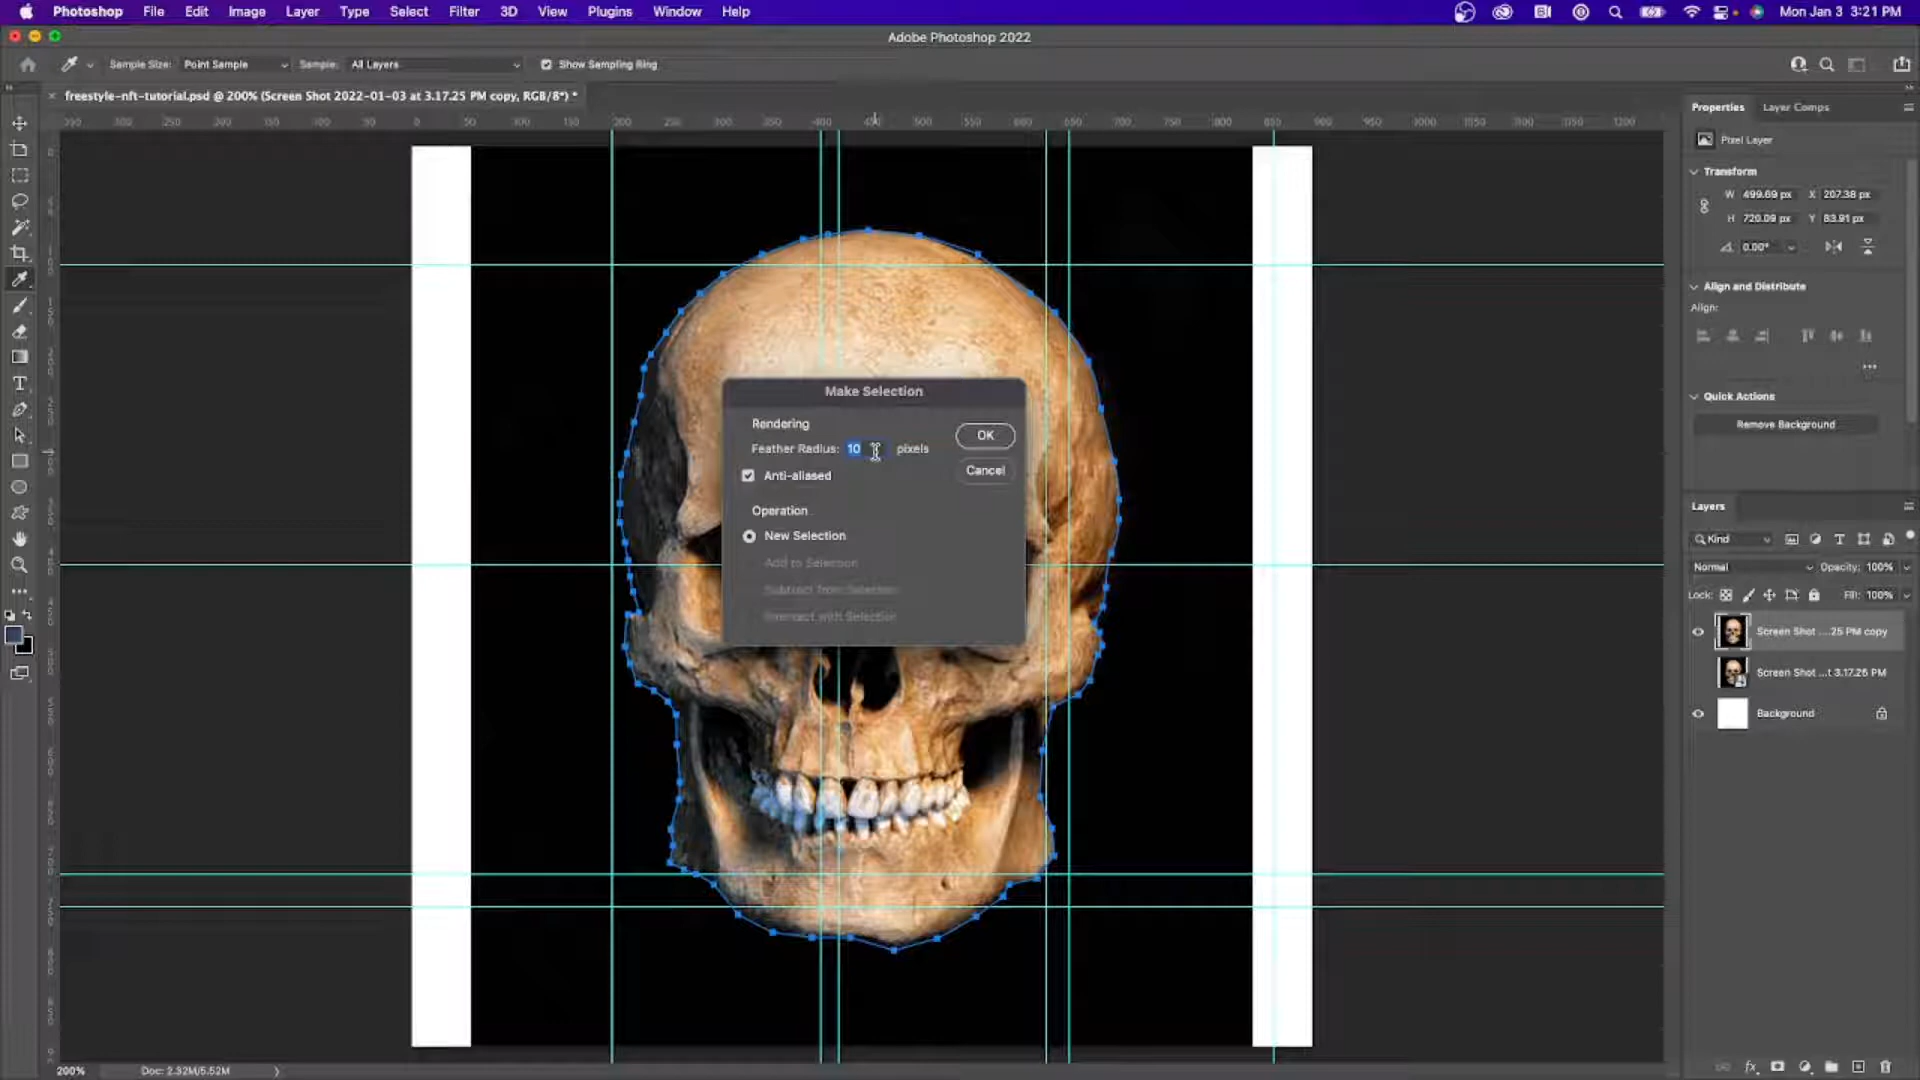 Photoshop File Edit Image Layer Type Select Filter 3D View Plugins Window Help Mon Jan 3 3:21 PM
Adobe Photoshop 2022
Sample Size: Point Sample Sample: All Layers Show Sampling Ring
freestyle-nft-tutorial.psd @ 200% (Screen Shot 2022-01-03 at 3.17.25 PM copy, RGB/8*) *
Properties Layer Comps
Pixel Layer
Transform
W 499.69 px X 207.38 px
H 720.09 px Y 83.91 px
0.00°
Align and Distribute
Align:
Quick Actions
Remove Background
Make Selection
Rendering
Feather Radius: 10 pixels
Anti-aliased
OK
Cancel
Operation
New Selection
Add to Selection
Subtract from Selection
Intersect with Selection
Layers
Kind
Normal Opacity: 100%
Lock: Fill: 100%
Screen Shot ....25 PM copy
Screen Shot ...t 3.17.25 PM
Background
200% Doc: 2.32M/5.52M